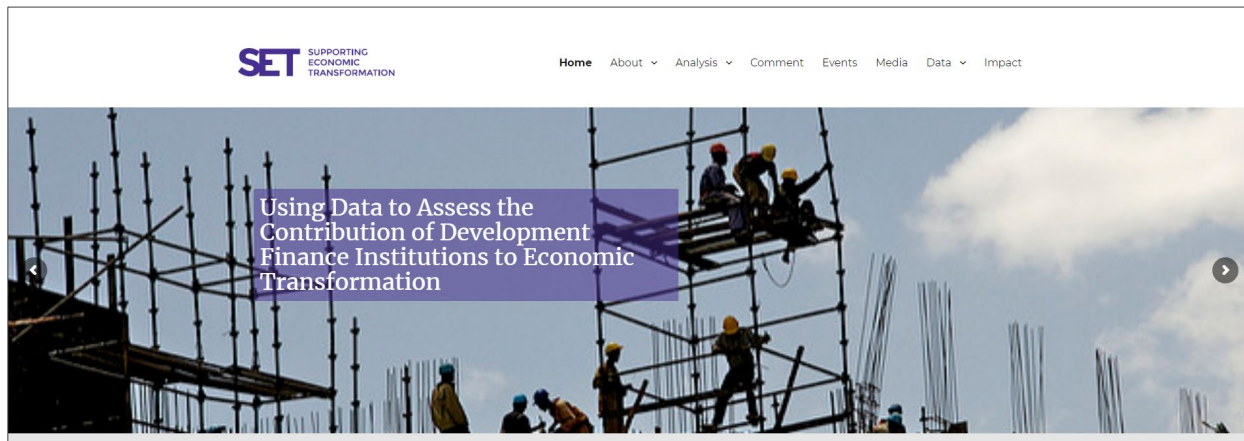 SET
SUPPORTING
ECONOMIC
TRANSFORMATION
Home About Analysis Comment Events Media Data Impact
Using Data to Assess the
Contribution of Development
Finance Institutions to Economic
Transformation